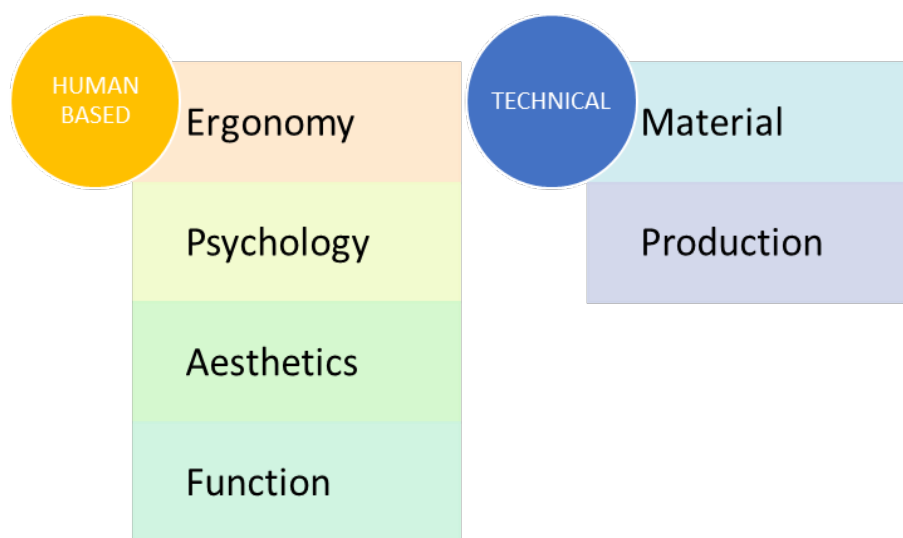 HUMAN
BASED
Ergonomy
Psychology
Aesthetics
Function
TECHNICAL
Material
Production